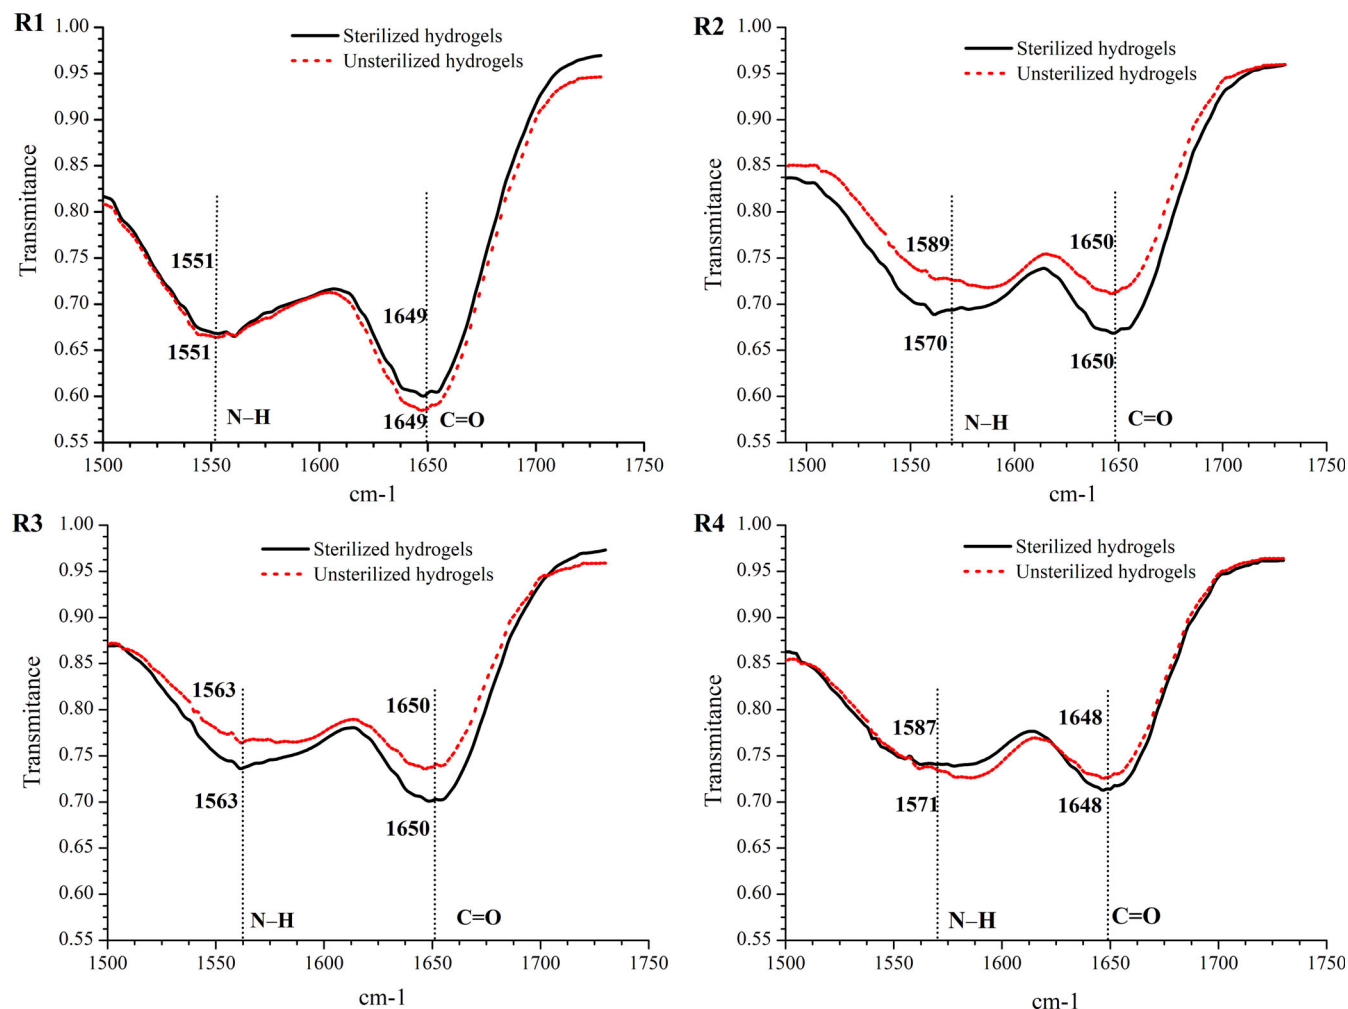 R1
Sterilized hydrogels
Unsterilized hydrogels
Transmitance
1.00
0.95
0.90
0.85
0.80
0.75
0.70
0.65
0.60
0.55
1551
1551
1649
1649
N–H
C=O
1500
1550
1600
1650
1700
1750
cm-1
R2
Sterilized hydrogels
Unsterilized hydrogels
Transmitance
1.00
0.95
0.90
0.85
0.80
0.75
0.70
0.65
0.60
0.55
1589
1570
1650
1650
N–H
C=O
1500
1550
1600
1650
1700
1750
cm-1
R3
Sterilized hydrogels
Unsterilized hydrogels
Transmitance
1.00
0.95
0.90
0.85
0.80
0.75
0.70
0.65
0.60
0.55
1563
1563
1650
1650
N–H
C=O
1500
1550
1600
1650
1700
1750
cm-1
R4
Sterilized hydrogels
Unsterilized hydrogels
Transmitance
1.00
0.95
0.90
0.85
0.80
0.75
0.70
0.65
0.60
0.55
1587
1571
1648
1648
N–H
C=O
1500
1550
1600
1650
1700
1750
cm-1